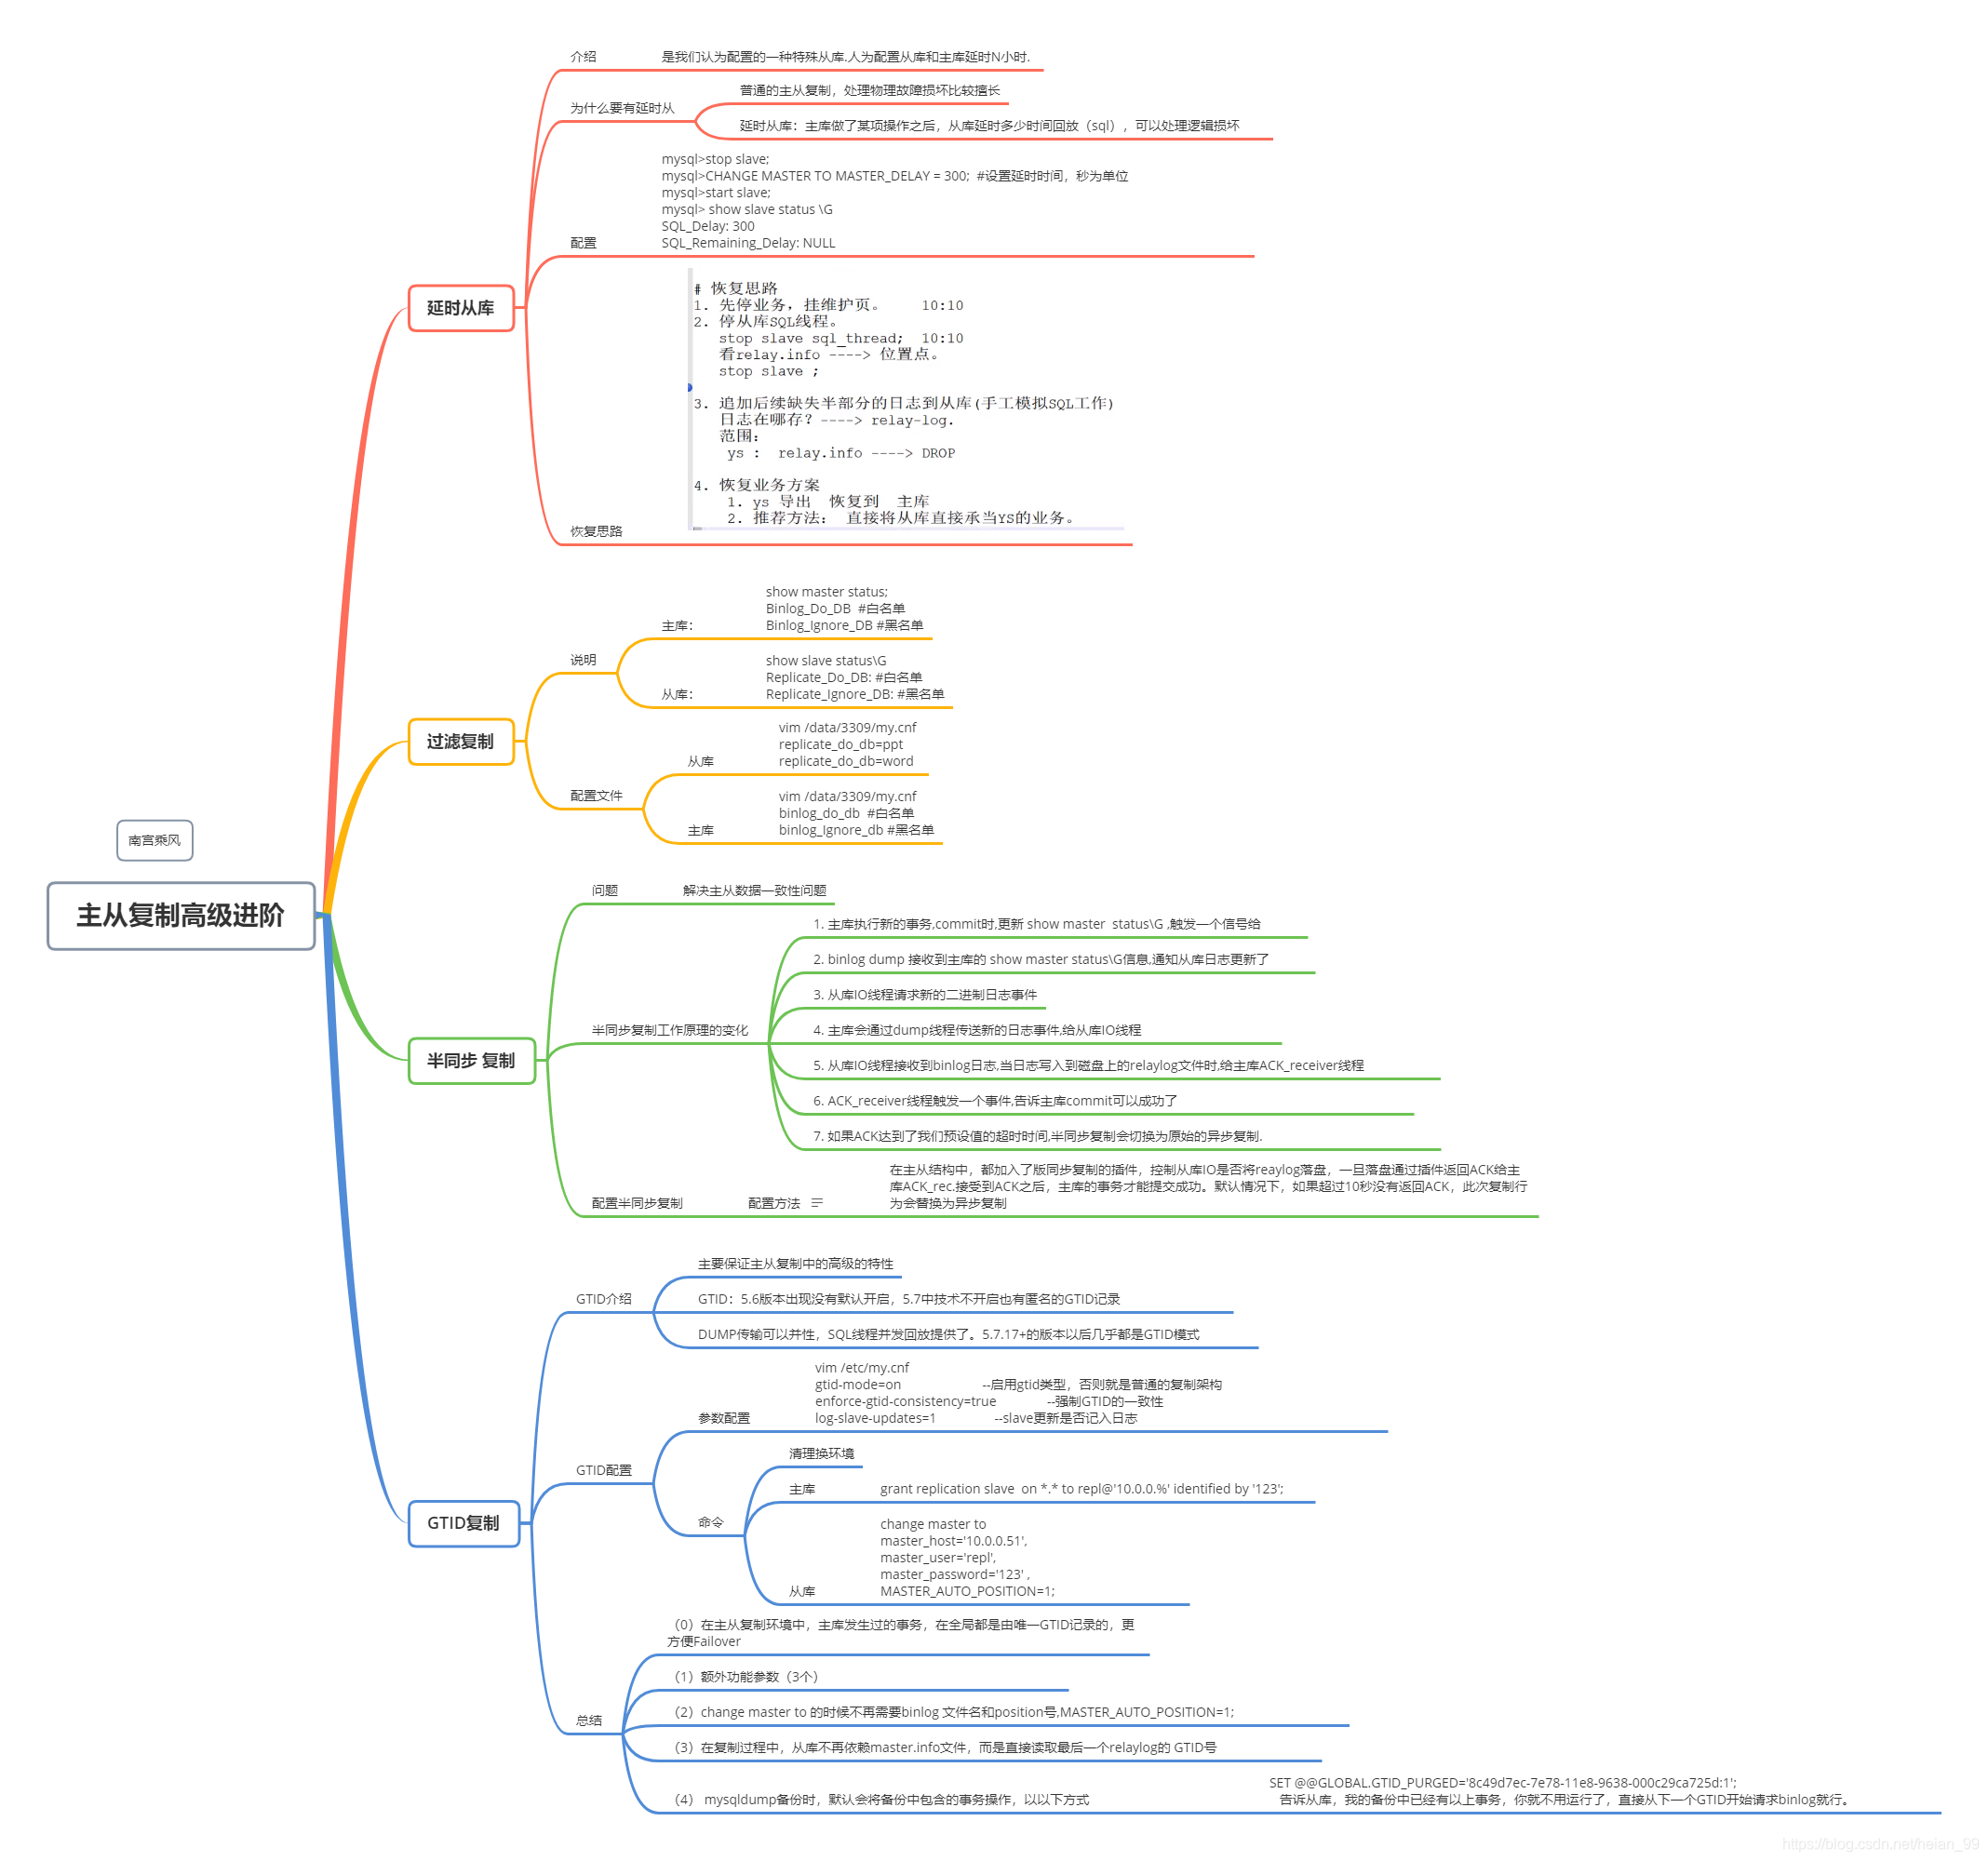 南宫乘风
主从复制高级进阶
延时从库
介绍
是我们认为配置的一种特殊从库.人为配置从库和主库延时N小时.
为什么要有延时从
普通的主从复制，处理物理故障损坏比较擅长
延时从库：主库做了某项操作之后，从库延时多少时间回放（sql），可以处理逻辑损坏
配置
mysql>stop slave;
mysql>CHANGE MASTER TO MASTER_DELAY = 300;  #设置延时时间，秒为单位
mysql>start slave;
mysql> show slave status \G
SQL_Delay: 300
SQL_Remaining_Delay: NULL
恢复思路
# 恢复思路
1. 先停业务，挂维护页。    10:10
2. 停从库SQL线程。
stop slave sql_thread;  10:10
看relay.info ----> 位置点。
stop slave ;
3. 追加后续缺失半部分的日志到从库(手工模拟SQL工作)
日志在哪存？----> relay-log.
范围：
ys :  relay.info ----> DROP
4. 恢复业务方案
1. ys 导出  恢复到  主库
2. 推荐方法：  直接将从库直接承当YS的业务。
过滤复制
说明
主库：
show master status;
Binlog_Do_DB  #白名单
Binlog_Ignore_DB #黑名单
从库：
show slave status\G
Replicate_Do_DB: #白名单
Replicate_Ignore_DB: #黑名单
配置文件
从库
vim /data/3309/my.cnf
replicate_do_db=ppt
replicate_do_db=word
主库
vim /data/3309/my.cnf
binlog_do_db  #白名单
binlog_Ignore_db #黑名单
半同步 复制
问题
解决主从数据一致性问题
半同步复制工作原理的变化
1. 主库执行新的事务,commit时,更新 show master  status\G ,触发一个信号给
2. binlog dump 接收到主库的 show master status\G信息,通知从库日志更新了
3. 从库IO线程请求新的二进制日志事件
4. 主库会通过dump线程传送新的日志事件,给从库IO线程
5. 从库IO线程接收到binlog日志,当日志写入到磁盘上的relaylog文件时,给主库ACK_receiver线程
6. ACK_receiver线程触发一个事件,告诉主库commit可以成功了
7. 如果ACK达到了我们预设值的超时时间,半同步复制会切换为原始的异步复制.
配置半同步复制
配置方法
在主从结构中，都加入了版同步复制的插件，控制从库IO是否将reaylog落盘，一旦落盘通过插件返回ACK给主
库ACK_rec.接受到ACK之后，主库的事务才能提交成功。默认情况下，如果超过10秒没有返回ACK，此次复制行
为会替换为异步复制
GTID复制
GTID介绍
主要保证主从复制中的高级的特性
GTID：5.6版本出现没有默认开启，5.7中技术不开启也有匿名的GTID记录
DUMP传输可以并性，SQL线程并发回放提供了。5.7.17+的版本以后几乎都是GTID模式
GTID配置
参数配置
vim /etc/my.cnf
gtid-mode=on                        --启用gtid类型，否则就是普通的复制架构
enforce-gtid-consistency=true               --强制GTID的一致性
log-slave-updates=1                 --slave更新是否记入日志
命令
清理换环境
主库
grant replication slave  on *.* to repl@'10.0.0.%' identified by '123';
从库
change master to
master_host='10.0.0.51',
master_user='repl',
master_password='123' ,
MASTER_AUTO_POSITION=1;
总结
（0）在主从复制环境中，主库发生过的事务，在全局都是由唯一GTID记录的，更
方便Failover
（1）额外功能参数（3个）
（2）change master to 的时候不再需要binlog 文件名和position号,MASTER_AUTO_POSITION=1;
（3）在复制过程中，从库不再依赖master.info文件，而是直接读取最后一个relaylog的 GTID号
（4） mysqldump备份时，默认会将备份中包含的事务操作，以以下方式
SET @@GLOBAL.GTID_PURGED='8c49d7ec-7e78-11e8-9638-000c29ca725d:1';
告诉从库，我的备份中已经有以上事务，你就不用运行了，直接从下一个GTID开始请求binlog就行。
https://blog.csdn.net/heian_99